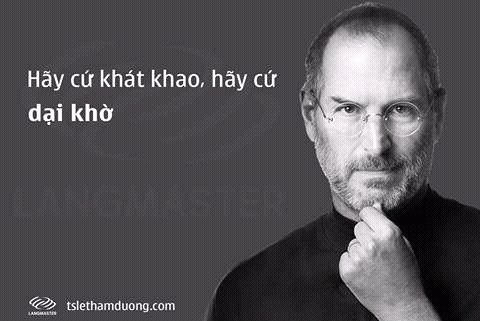 Hãy cứ khát khao, hãy cứ
dại khờ
LANGMASTER
LANGMASTER
tslethamduong.com